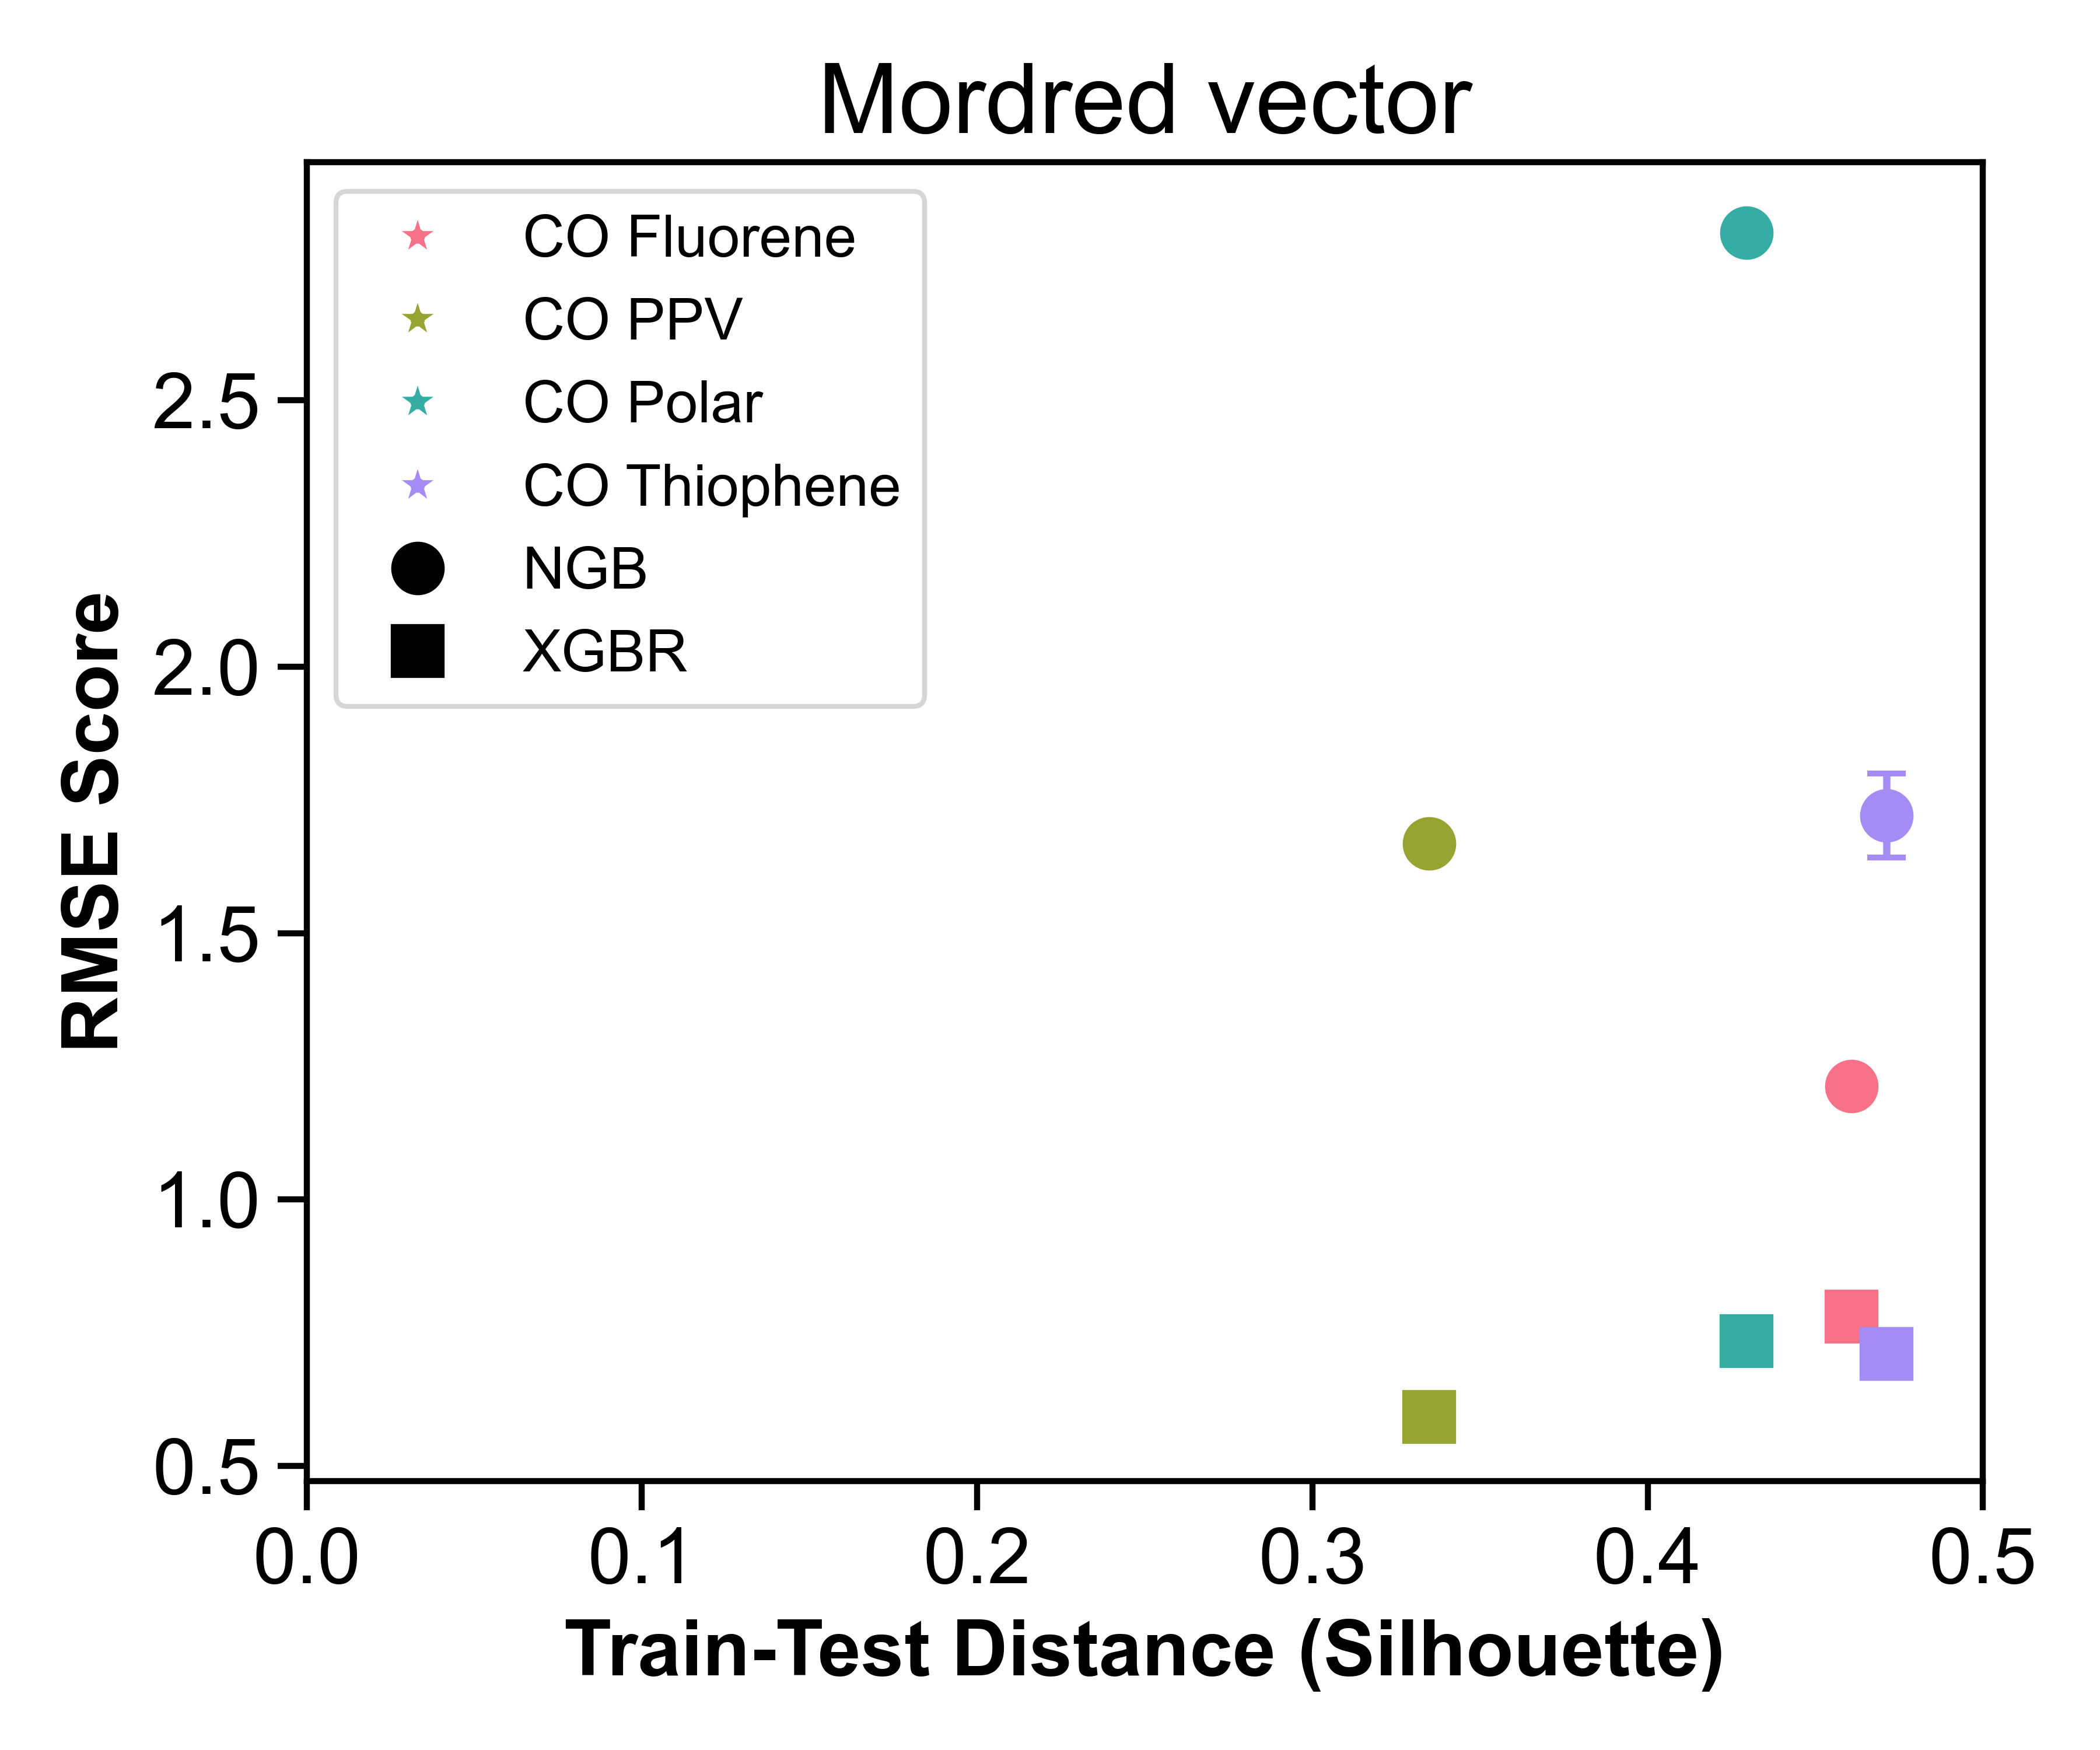 Mordred vector
CO Fluorene
CO PPV
CO Polar
CO Thiophene
NGB
XGBR
RMSE Score
2.5
2.0
1.5
1.0
0.5
0.0 0.1 0.2 0.3 0.4 0.5
Train-Test Distance (Silhouette)